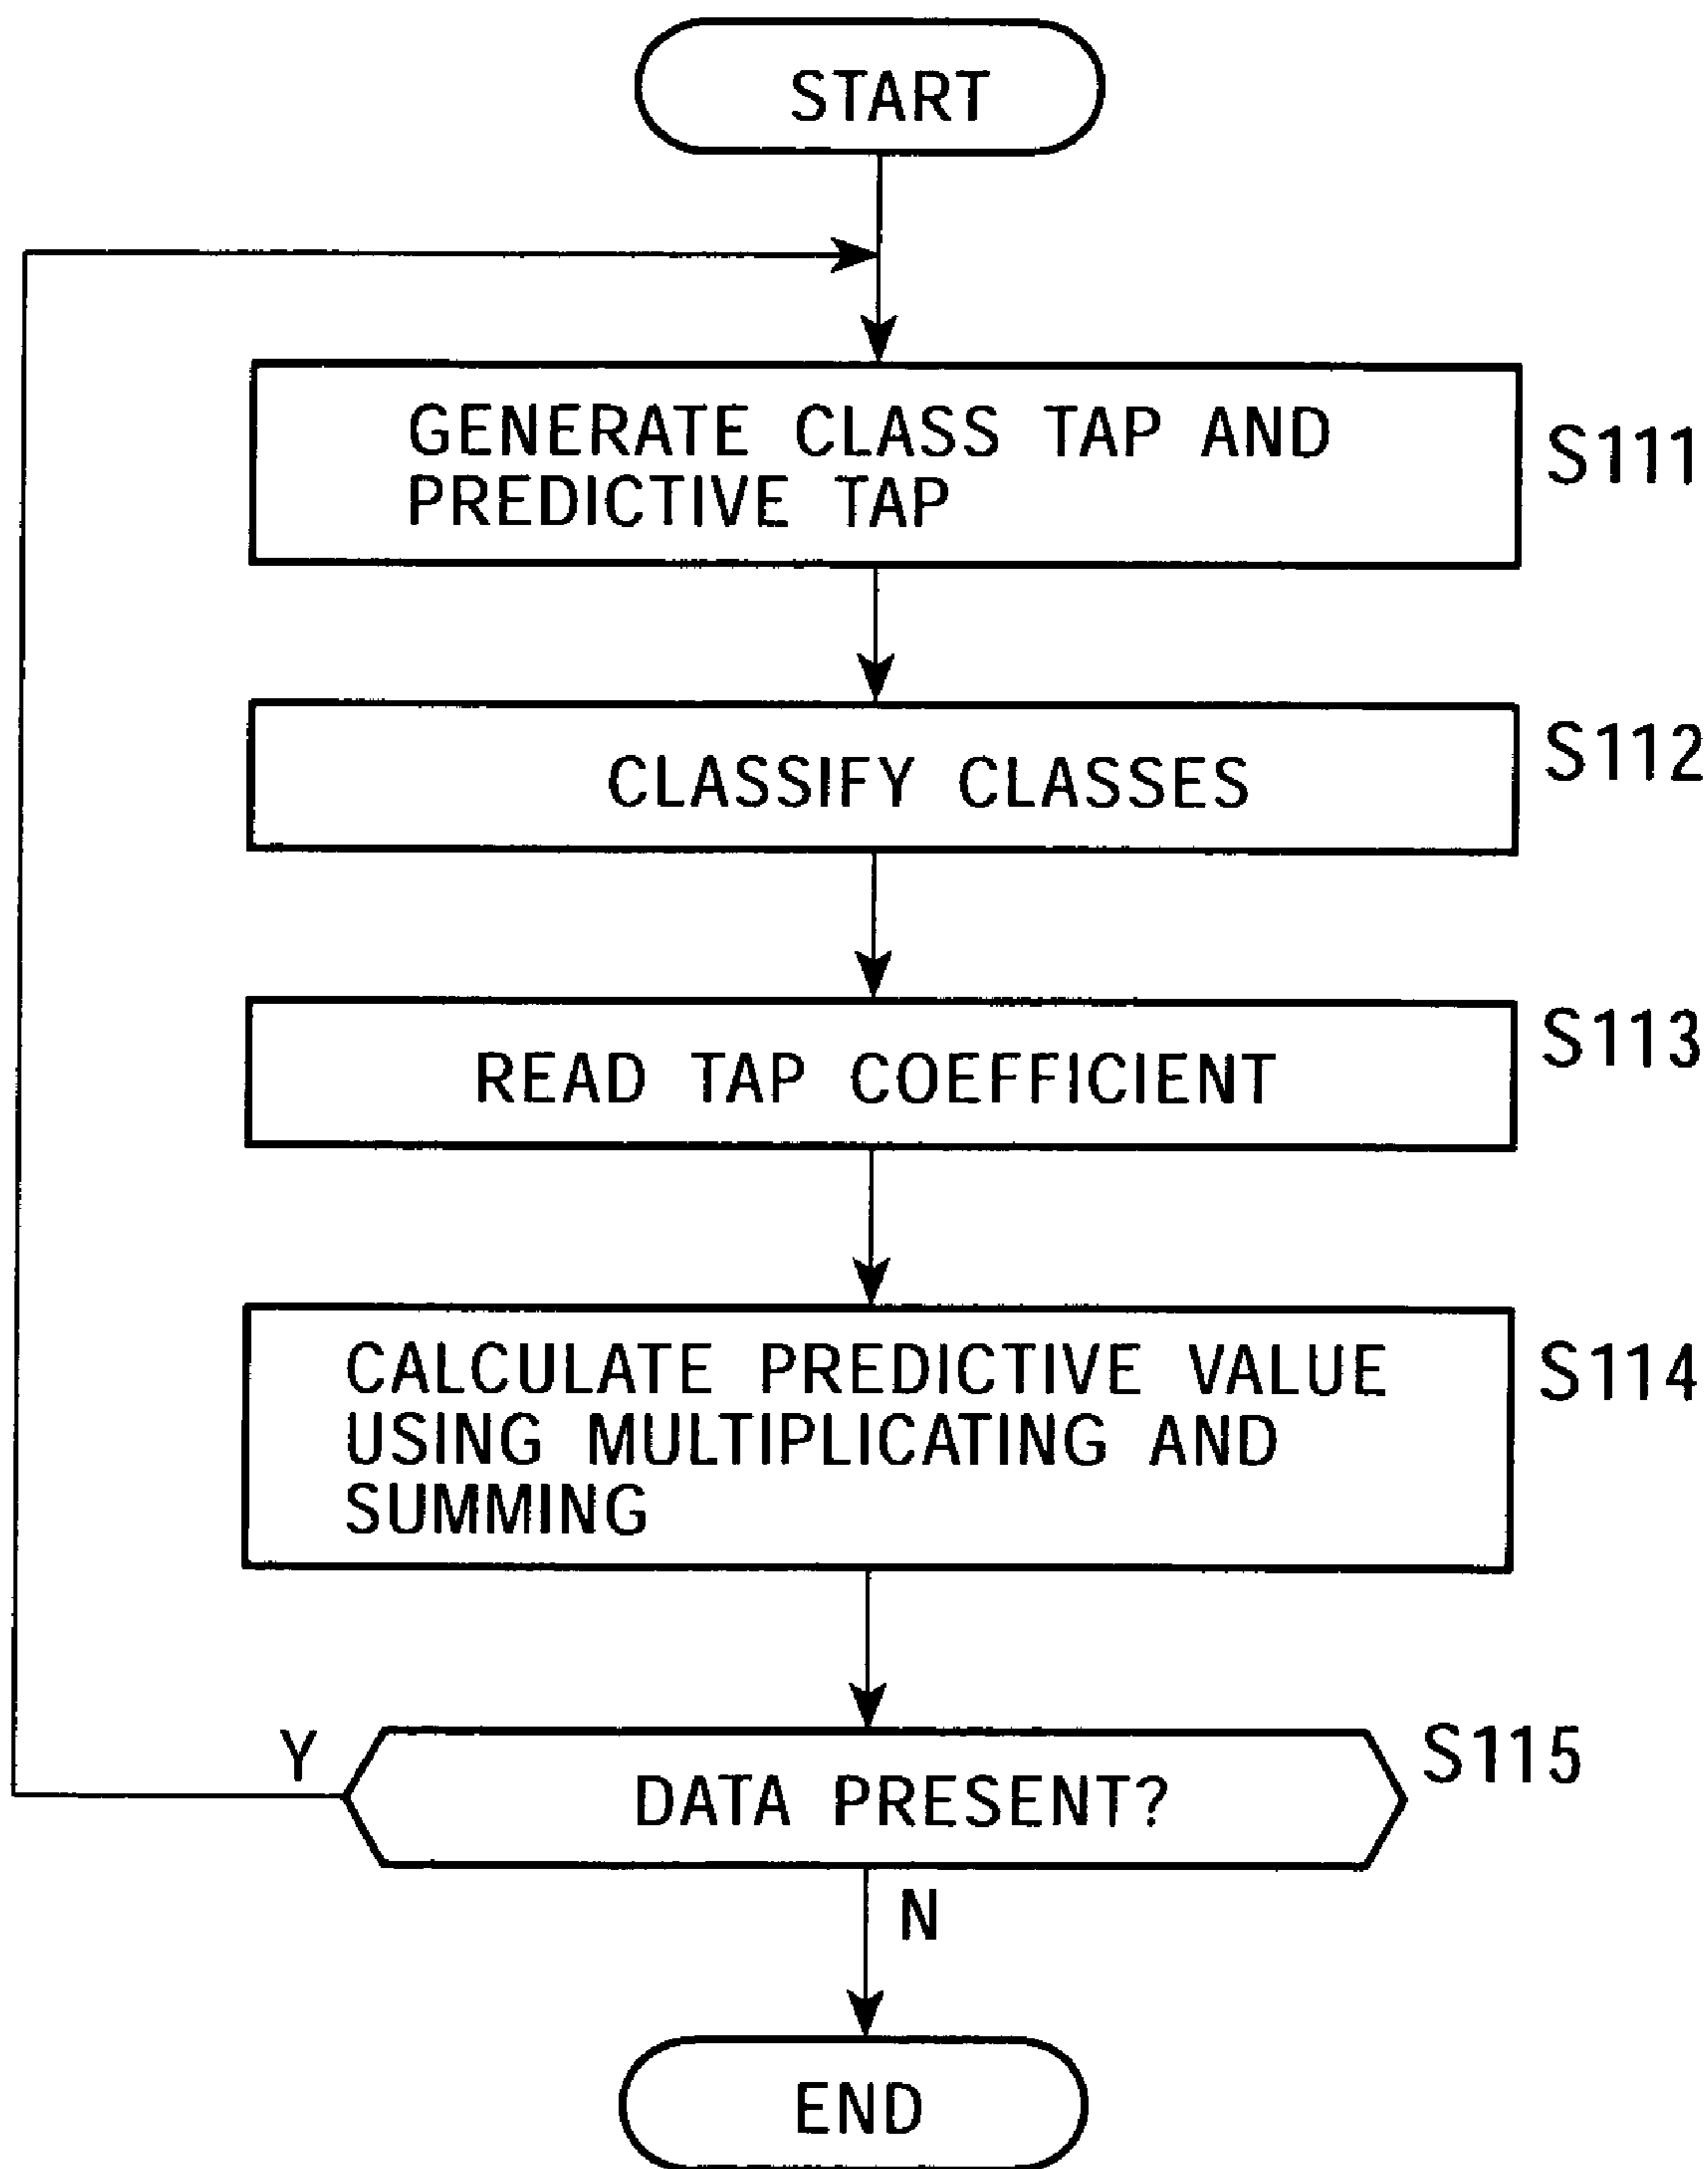 START
GENERATE CLASS TAP AND
PREDICTIVE TAP
S111
CLASSIFY CLASSES
S112
READ TAP COEFFICIENT
S113
CALCULATE PREDICTIVE VALUE
USING MULTIPLICATING AND
SUMMING
S114
Y
DATA PRESENT?
S115
N
END